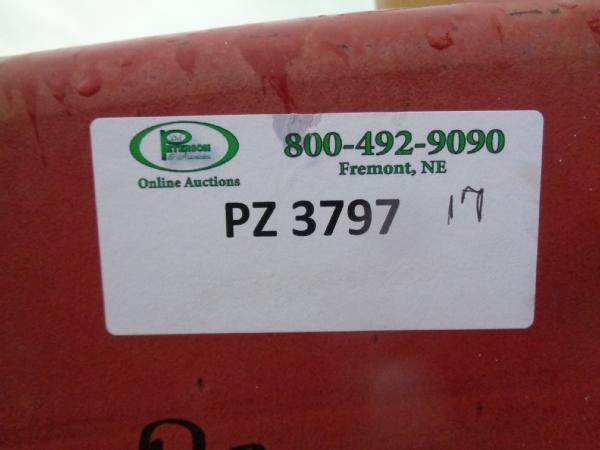 PETERSON
800-492-9090
Fremont, NE
Online Auctions
PZ 3797 17